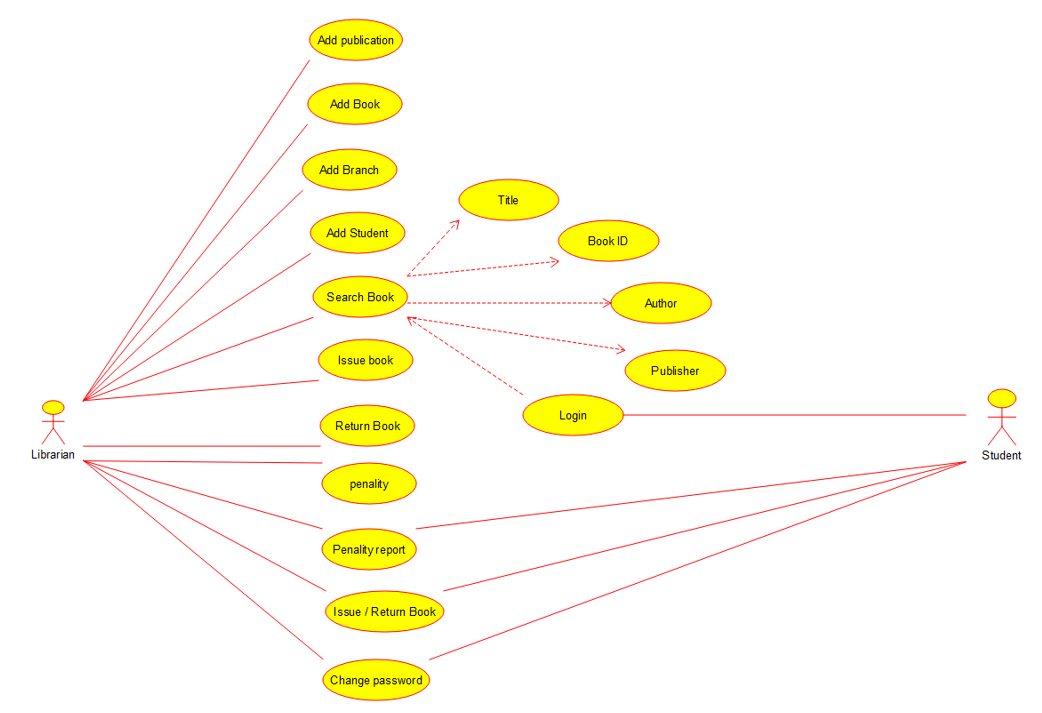 Add publication
Add Book
Add Branch
Title
Add Student
Book ID
Search Book
Author
Issue book
Publisher
Login
Return Book
Librarian
Student
penality
Penality report
Issue / Return Book
Change password